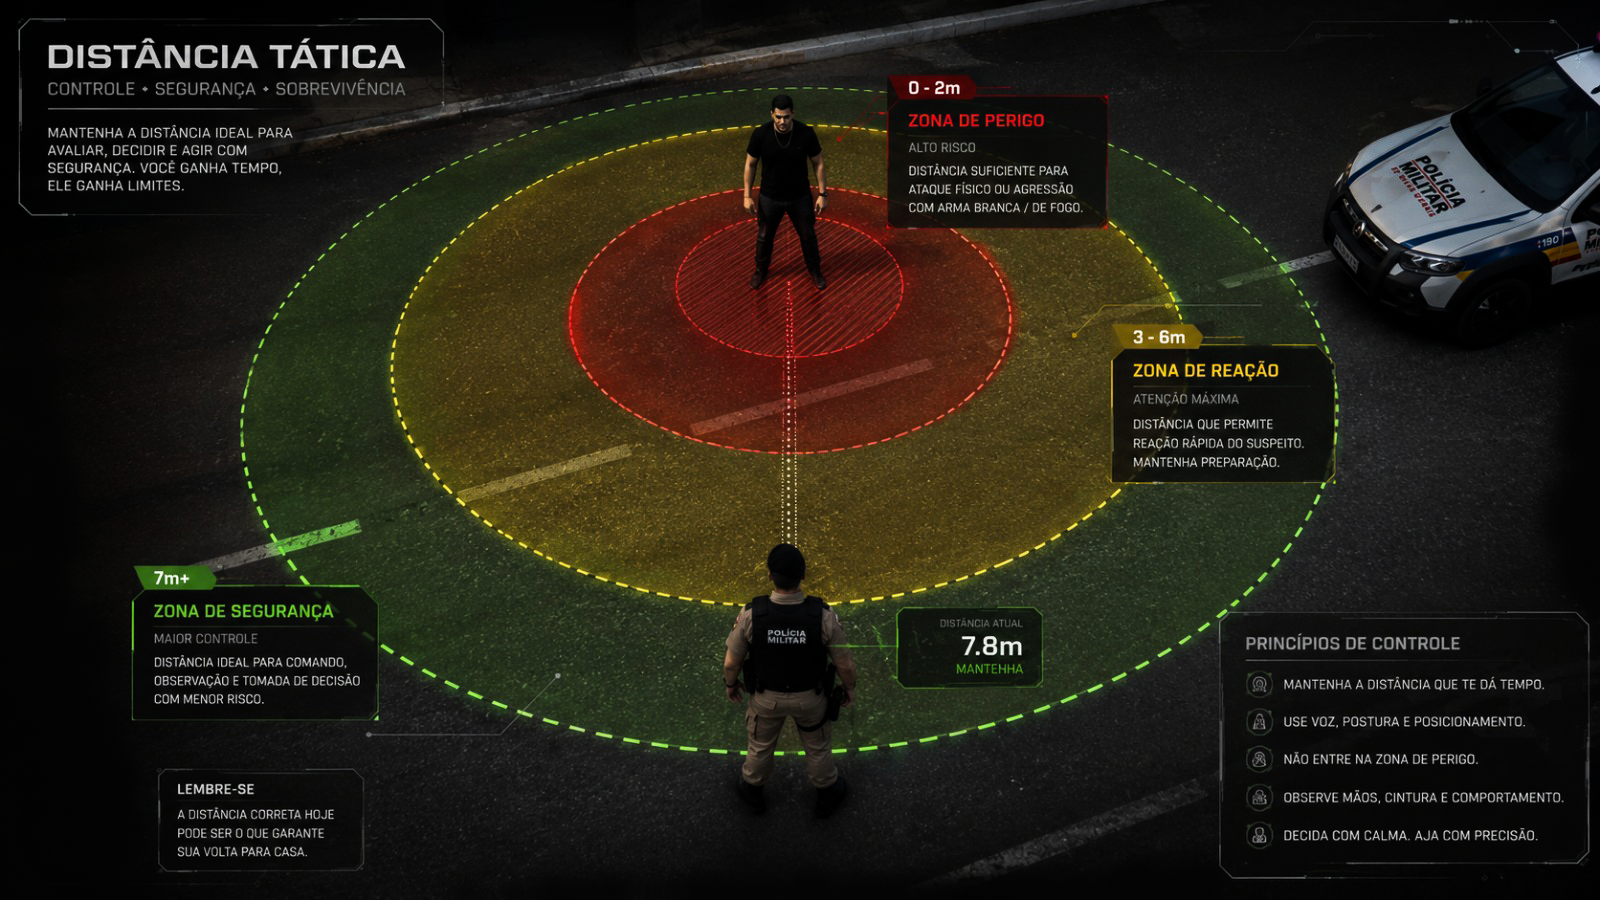 DISTÂNCIA TÁTICA
CONTROLE • SEGURANÇA • SOBREVIVÊNCIA
MANTENHA A DISTÂNCIA IDEAL PARA
AVALIAR, DECIDIR E AGIR COM
SEGURANÇA. VOCÊ GANHA TEMPO,
ELE GANHA LIMITES.
0 - 2m
ZONA DE PERIGO
ALTO RISCO
DISTÂNCIA SUFICIENTE PARA
ATAQUE FÍSICO OU AGRESSÃO
COM ARMA BRANCA / DE FOGO.
POLÍCIA
MILITAR
190
3 - 6m
ZONA DE REAÇÃO
ATENÇÃO MÁXIMA
DISTÂNCIA QUE PERMITE
REAÇÃO RÁPIDA DO SUSPEITO.
MANTENHA PREPARAÇÃO.
7m+
ZONA DE SEGURANÇA
MAIOR CONTROLE
DISTÂNCIA IDEAL PARA COMANDO,
OBSERVAÇÃO E TOMADA DE DECISÃO
COM MENOR RISCO.
POLÍCIA
MILITAR
DISTÂNCIA ATUAL
7.8m
MANTENHA
PRINCÍPIOS DE CONTROLE
MANTENHA A DISTÂNCIA QUE TE DÁ TEMPO.
USE VOZ, POSTURA E POSICIONAMENTO.
NÃO ENTRE NA ZONA DE PERIGO.
OBSERVE MÃOS, CINTURA E COMPORTAMENTO.
DECIDA COM CALMA. AJA COM PRECISÃO.
LEMBRE-SE
A DISTÂNCIA CORRETA HOJE
PODE SER O QUE GARANTE
SUA VOLTA PARA CASA.